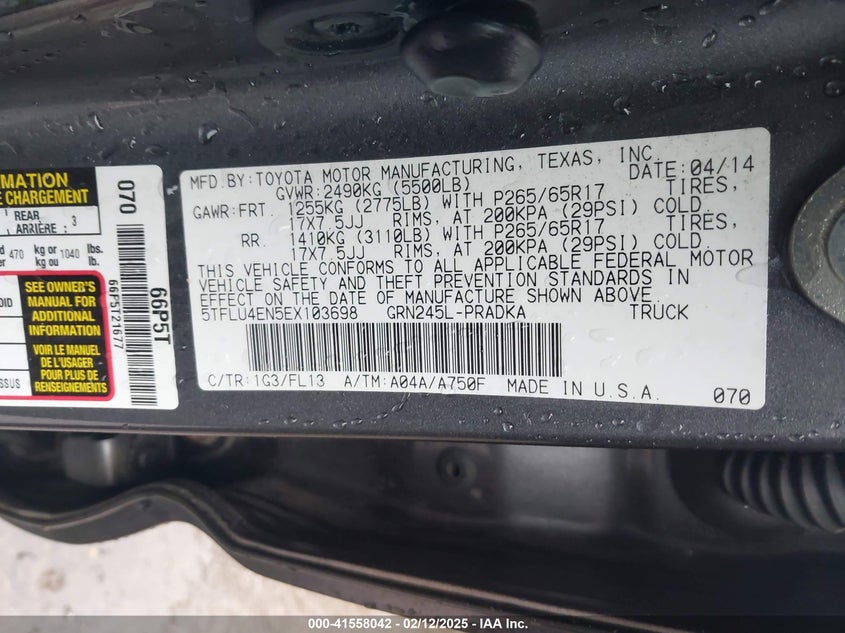 MATION
E CHARGEMENT
REAR
ARRIÈRE : 3
470 kg or 1040 lbs.
kg ou lb.
SEE OWNER'S
MANUAL FOR
ADDITIONAL
INFORMATION
VOIR LE MANUEL
DE L'USAGER
POUR PLUS DE
RENSEIGNEMENTS
070
66P5T21677
66P5T
MFD.BY:TOYOTA MOTOR MANUFACTURING, TEXAS, INC.
GVWR:2490KG (5500LB) DATE:04/14
GAWR:FRT. 1255KG (2775LB) WITH P265/65R17 TIRES,
17X7.5JJ RIMS, AT 200KPA (29PSI) COLD.
RR. 1410KG (3110LB) WITH P265/65R17 TIRES,
17X7.5JJ RIMS, AT 200KPA (29PSI) COLD.
THIS VEHICLE CONFORMS TO ALL APPLICABLE FEDERAL MOTOR
VEHICLE SAFETY AND THEFT PREVENTION STANDARDS IN
EFFECT ON THE DATE OF MANUFACTURE SHOWN ABOVE.
5TFLU4EN5EX103698 GRN245L-PRADKA TRUCK
C/TR:1G3/FL13 A/TM:A04A/A750F MADE IN U.S.A. 070
000-41558042 - 02/12/2025 - IAA Inc.